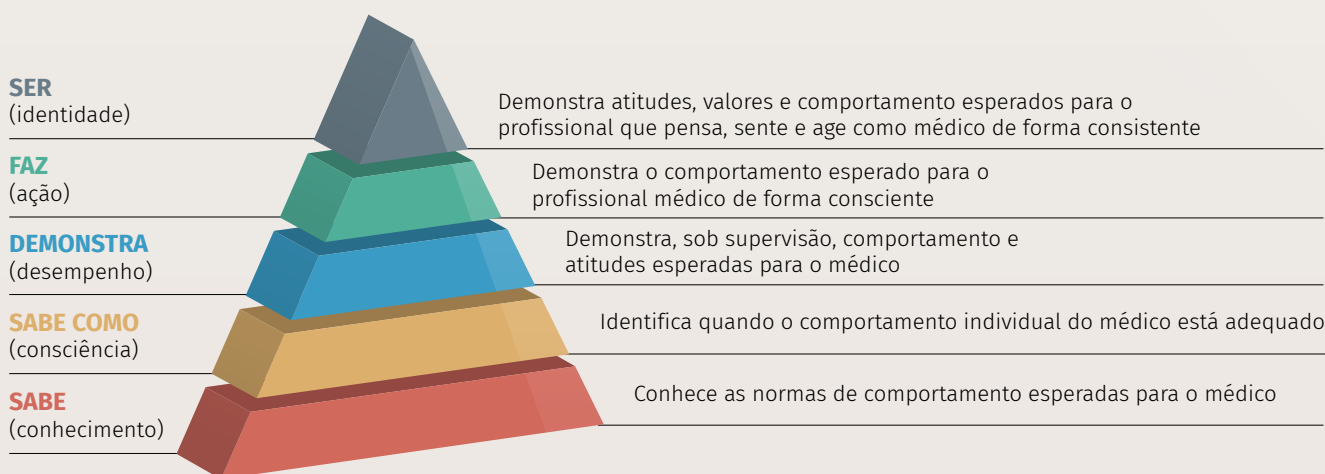 SER
(identidade)
Demonstra atitudes, valores e comportamento esperados para o
profissional que pensa, sente e age como médico de forma consistente
FAZ
(ação)
Demonstra o comportamento esperado para o
profissional médico de forma consciente
DEMONSTRA
(desempenho)
Demonstra, sob supervisão, comportamento e
atitudes esperadas para o médico
SABE COMO
(consciência)
Identifica quando o comportamento individual do médico está adequado
SABE
(conhecimento)
Conhece as normas de comportamento esperadas para o médico